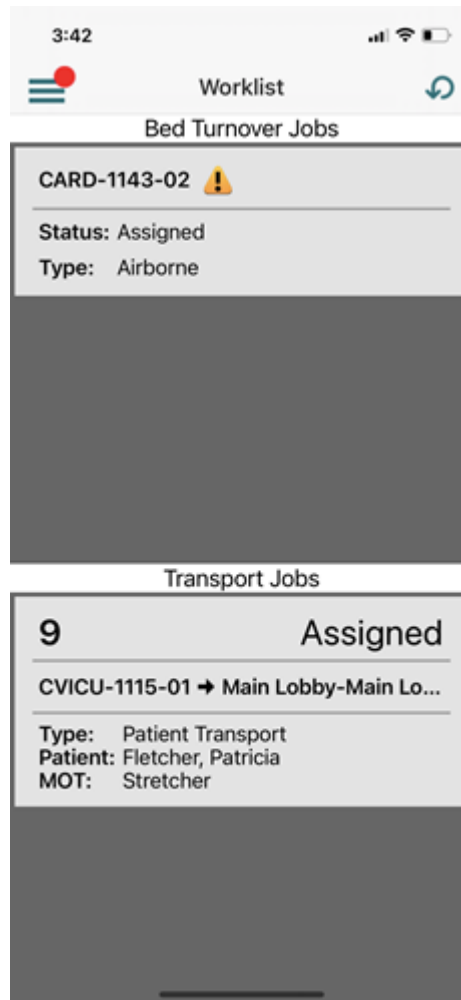 3:42
Worklist
Bed Turnover Jobs
CARD-1143-02
Status: Assigned
Type: Airborne
Transport Jobs
9 Assigned
CVICU-1115-01 → Main Lobby-Main Lo...
Type: Patient Transport
Patient: Fletcher, Patricia
MOT: Stretcher